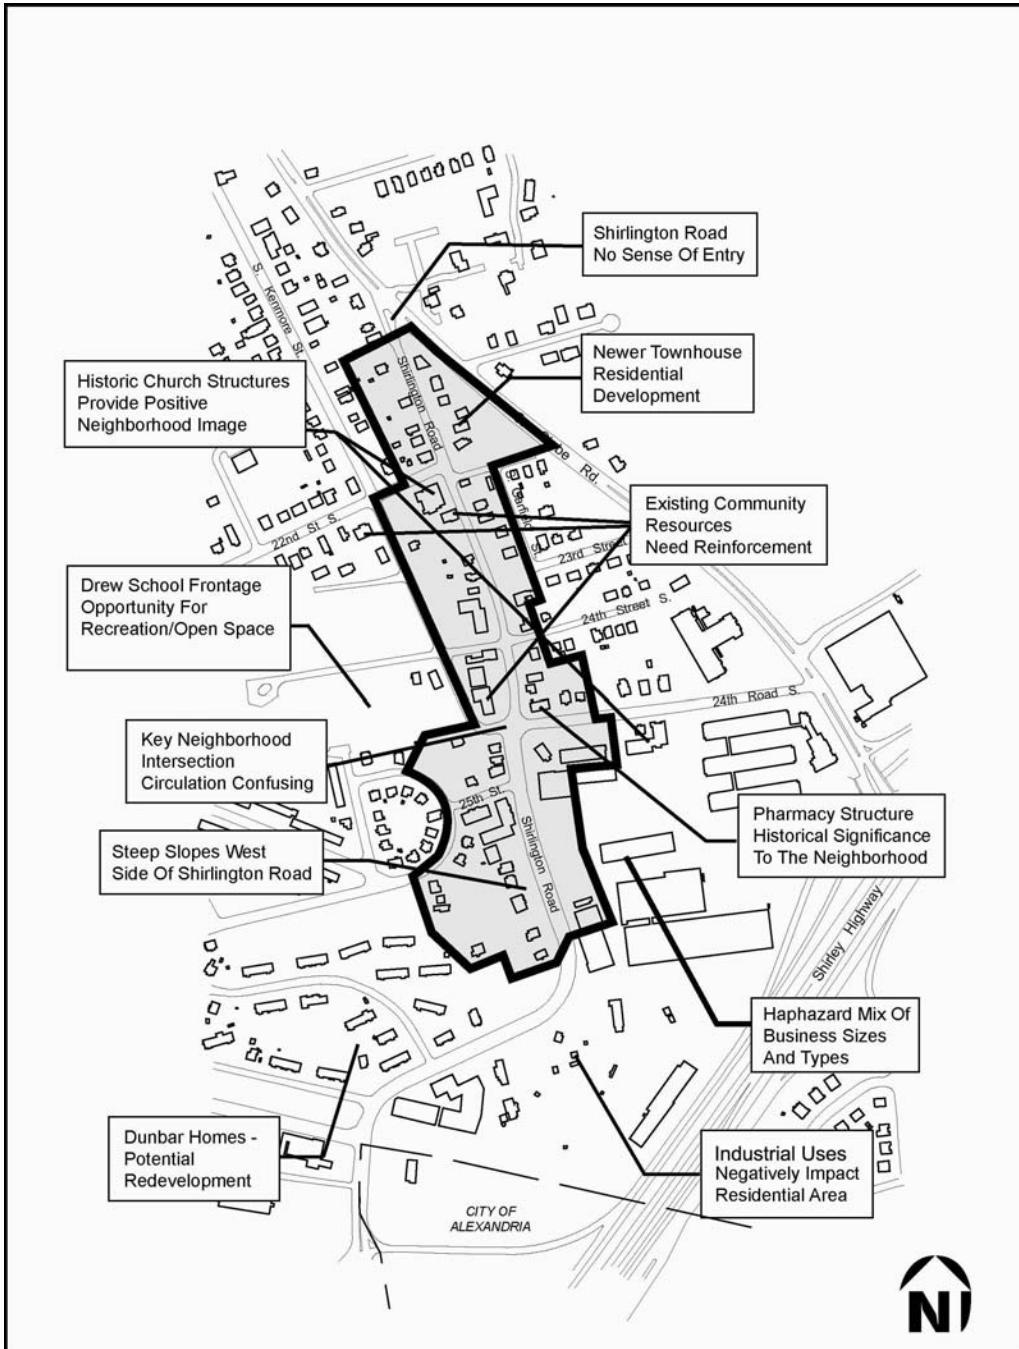 Shirlington Road
No Sense Of Entry
S. Kenmore St.
Newer Townhouse
Residential
Development
Historic Church Structures
Provide Positive
Neighborhood Image
Shirlington Road
Rd.
S. Garfield S.
Existing Community
Resources
Need Reinforcement
22nd St S.
23rd Street
Drew School Frontage
Opportunity For
Recreation/Open Space
24th Street S.
24th Road S.
Key Neighborhood
Intersection
Circulation Confusing
25th St.
Pharmacy Structure
Historical Significance
To The Neighborhood
Steep Slopes West
Side Of Shirlington Road
Shirlington Road
Shirley Highway
Haphazard Mix Of
Business Sizes
And Types
Dunbar Homes -
Potential
Redevelopment
Industrial Uses
Negatively Impact
Residential Area
CITY OF
ALEXANDRIA
N